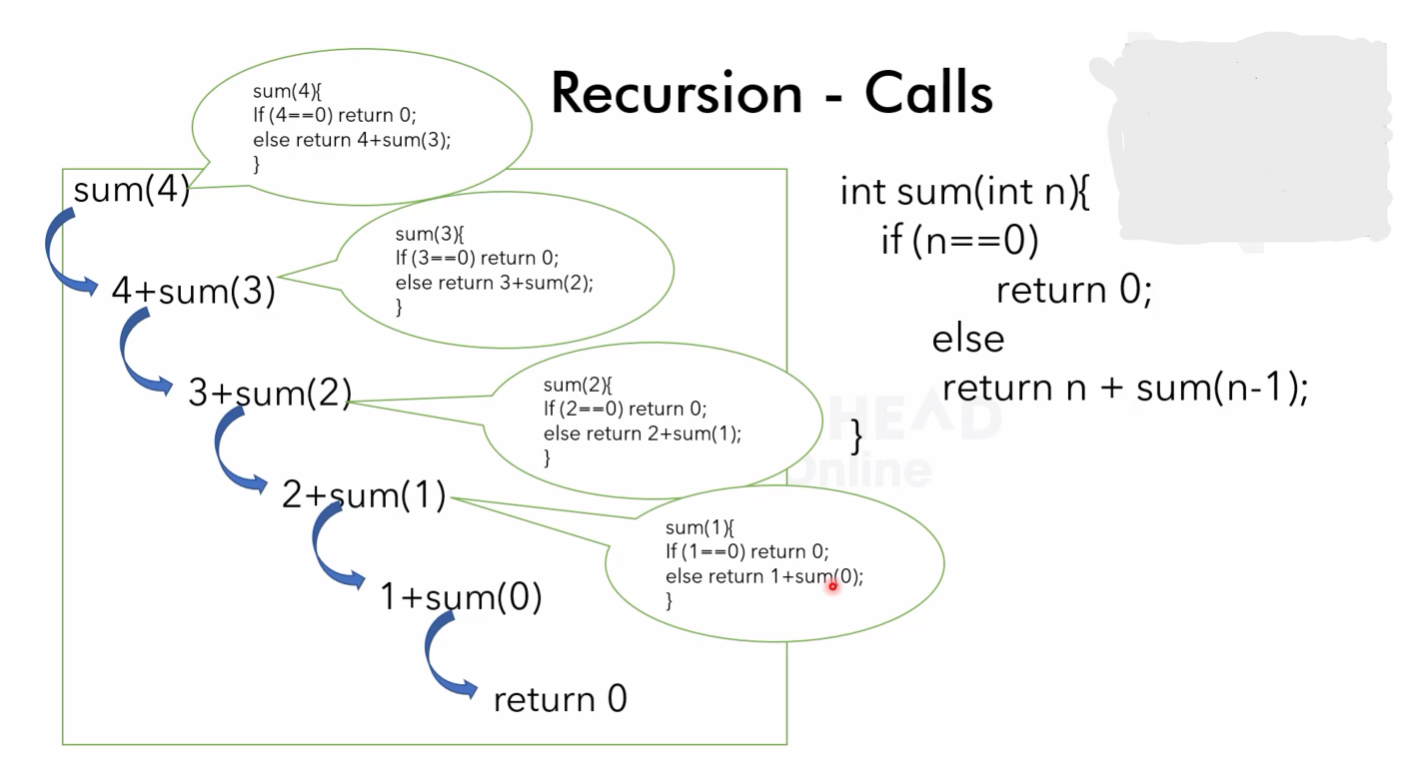 Recursion - Calls
sum(4){
If (4==0) return 0;
else return 4+sum(3);
}
sum(4)
sum(3){
If (3==0) return 0;
else return 3+sum(2);
}
4+sum(3)
sum(2){
If (2==0) return 0;
else return 2+sum(1);
}
3+sum(2)
sum(1){
If (1==0) return 0;
else return 1+sum(0);
}
2+sum(1)
1+sum(0)
return 0
int sum(int n){
if (n==0)
return 0;
else
return n + sum(n-1);
}
HEAD
Online